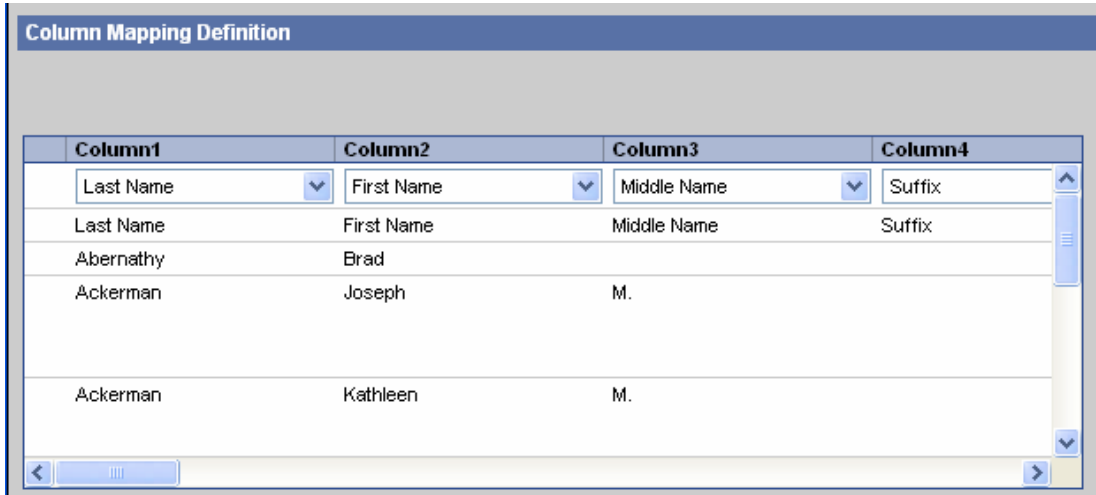 Column Mapping Definition
Column1 Column2 Column3 Column4
Last Name First Name Middle Name Suffix
Last Name First Name Middle Name Suffix
Abernathy Brad
Ackerman Joseph M.
Ackerman Kathleen M.